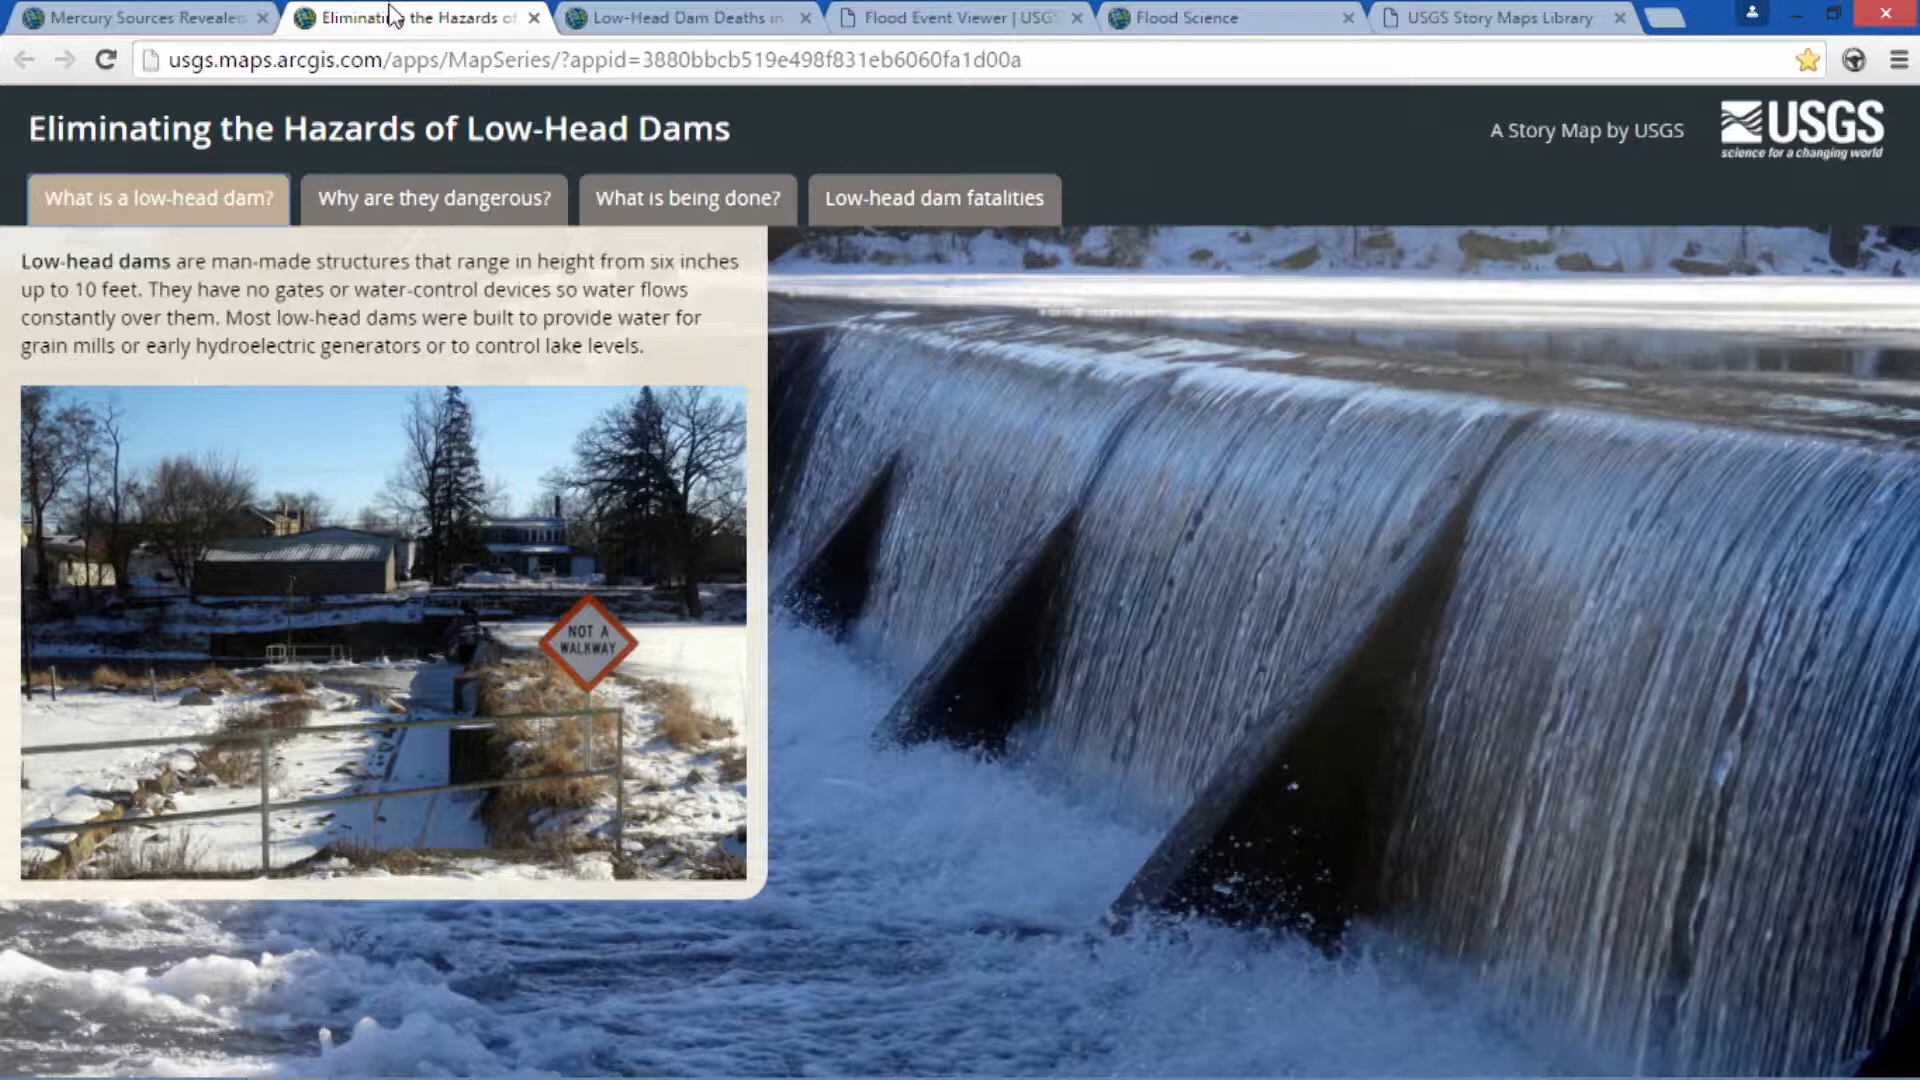 Mercury Sources Reveale
Eliminatin the Hazards of
Low-Head Dam Deaths in
Flood Event Viewer | USG
Flood Science
USGS Story Maps Library
usgs.maps.arcgis.com/apps/MapSeries/?appid=3880bbcb519e498f831eb6060fa1d00a
Eliminating the Hazards of Low-Head Dams
A Story Map by USGS
USGS
science for a changing world
What is a low-head dam?
Why are they dangerous?
What is being done?
Low-head dam fatalities
Low-head dams are man-made structures that range in height from six inches
up to 10 feet. They have no gates or water-control devices so water flows
constantly over them. Most low-head dams were built to provide water for
grain mills or early hydroelectric generators or to control lake levels.
NOT A
WALKWAY